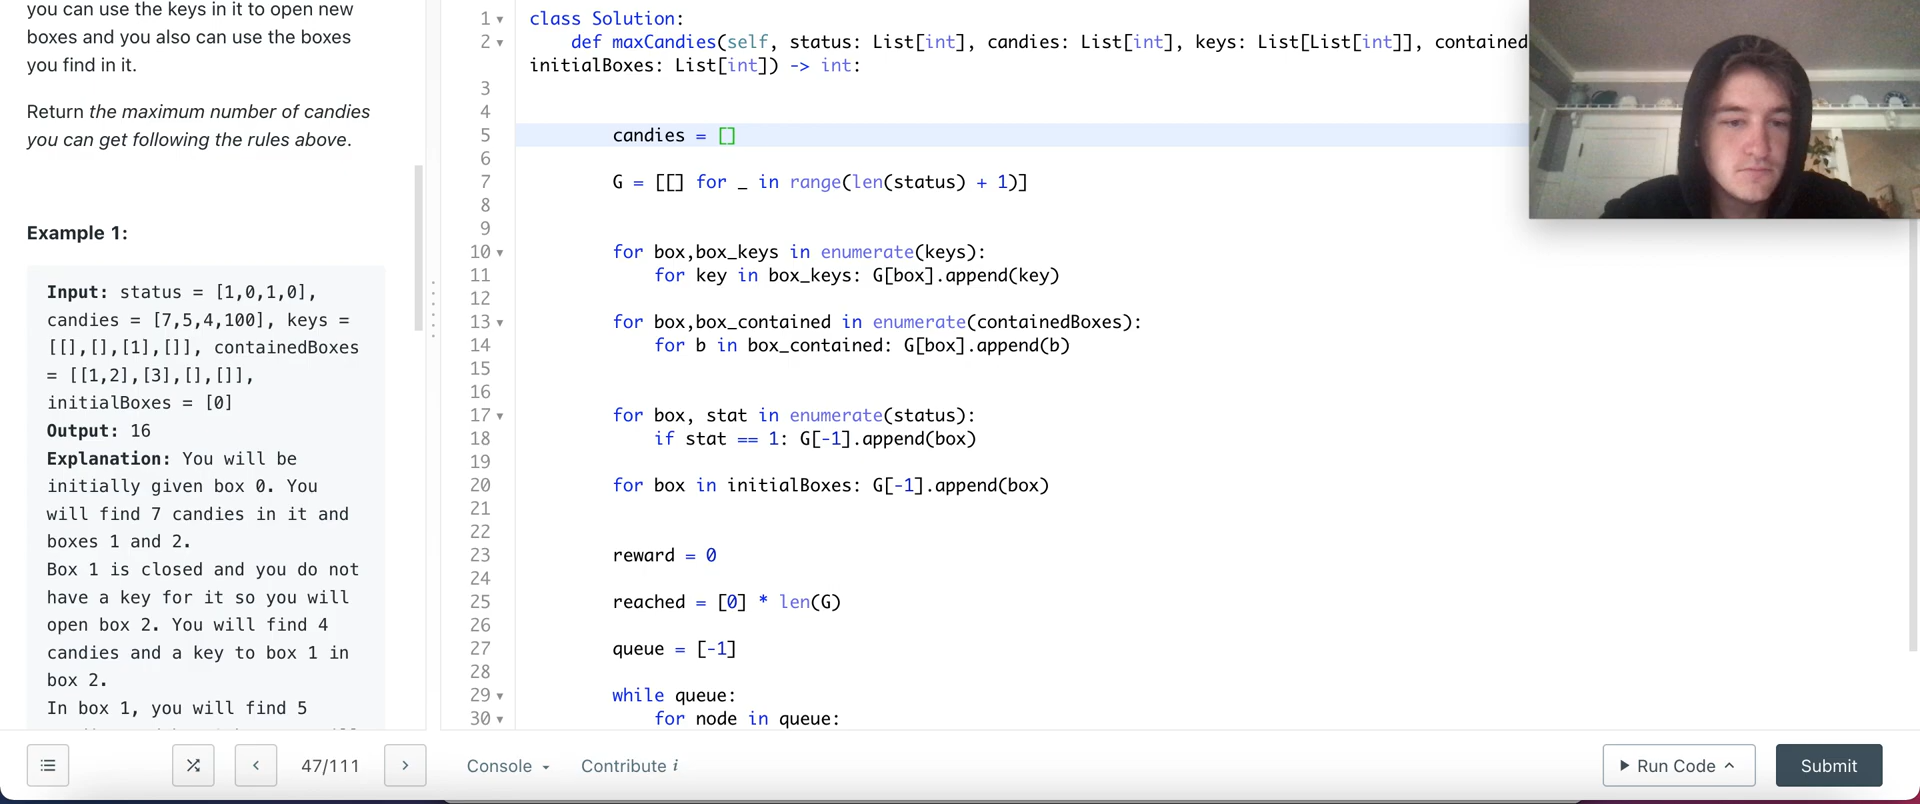 you can use the keys in it to open new
boxes and you also can use the boxes
you find in it.
Return the maximum number of candies
you can get following the rules above.
Example 1:
Input: status = [1,0,1,0],
candies = [7,5,4,100], keys =
[[],[],[1],[]], containedBoxes
= [[1,2],[3],[],[]],
initialBoxes = [0]
Output: 16
Explanation: You will be
initially given box 0. You
will find 7 candies in it and
boxes 1 and 2.
Box 1 is closed and you do not
have a key for it so you will
open box 2. You will find 4
candies and a key to box 1 in
box 2.
In box 1, you will find 5
1 class Solution:
2 def maxCandies(self, status: List[int], candies: List[int], keys: List[List[int]], contained
initialBoxes: List[int]) -> int:
3
4
5 candies = []
6
7 G = [[] for _ in range(len(status) + 1)]
8
9
10 for box,box_keys in enumerate(keys):
11 for key in box_keys: G[box].append(key)
12
13 for box,box_contained in enumerate(containedBoxes):
14 for b in box_contained: G[box].append(b)
15
16
17 for box, stat in enumerate(status):
18 if stat == 1: G[-1].append(box)
19
20 for box in initialBoxes: G[-1].append(box)
21
22
23 reward = 0
24
25 reached = [0] * len(G)
26
27 queue = [-1]
28
29 while queue:
30 for node in queue:
< 47/111 >
Console
Contribute i
Run Code
Submit